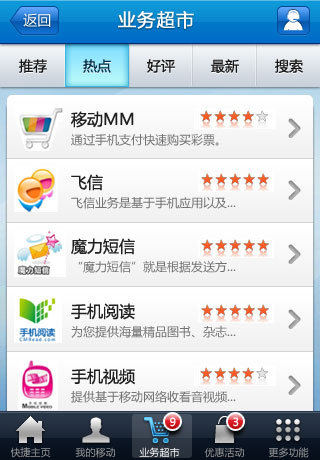 返回
业务超市
推荐 热点 好评 最新 搜索
移动MM
通过手机支付快速购买彩票。
飞信
飞信业务是基于手机应用以及...
魔力短信
魔力短信
“魔力短信”就是根据发送方...
手机阅读
CMRead.com
手机阅读
为您提供海量精品图书、杂志...
手机视频
MOBILE VIDEO
提供基于移动网络收看音视频...
9 3
快捷主页 我的移动 业务超市 优惠活动 更多功能